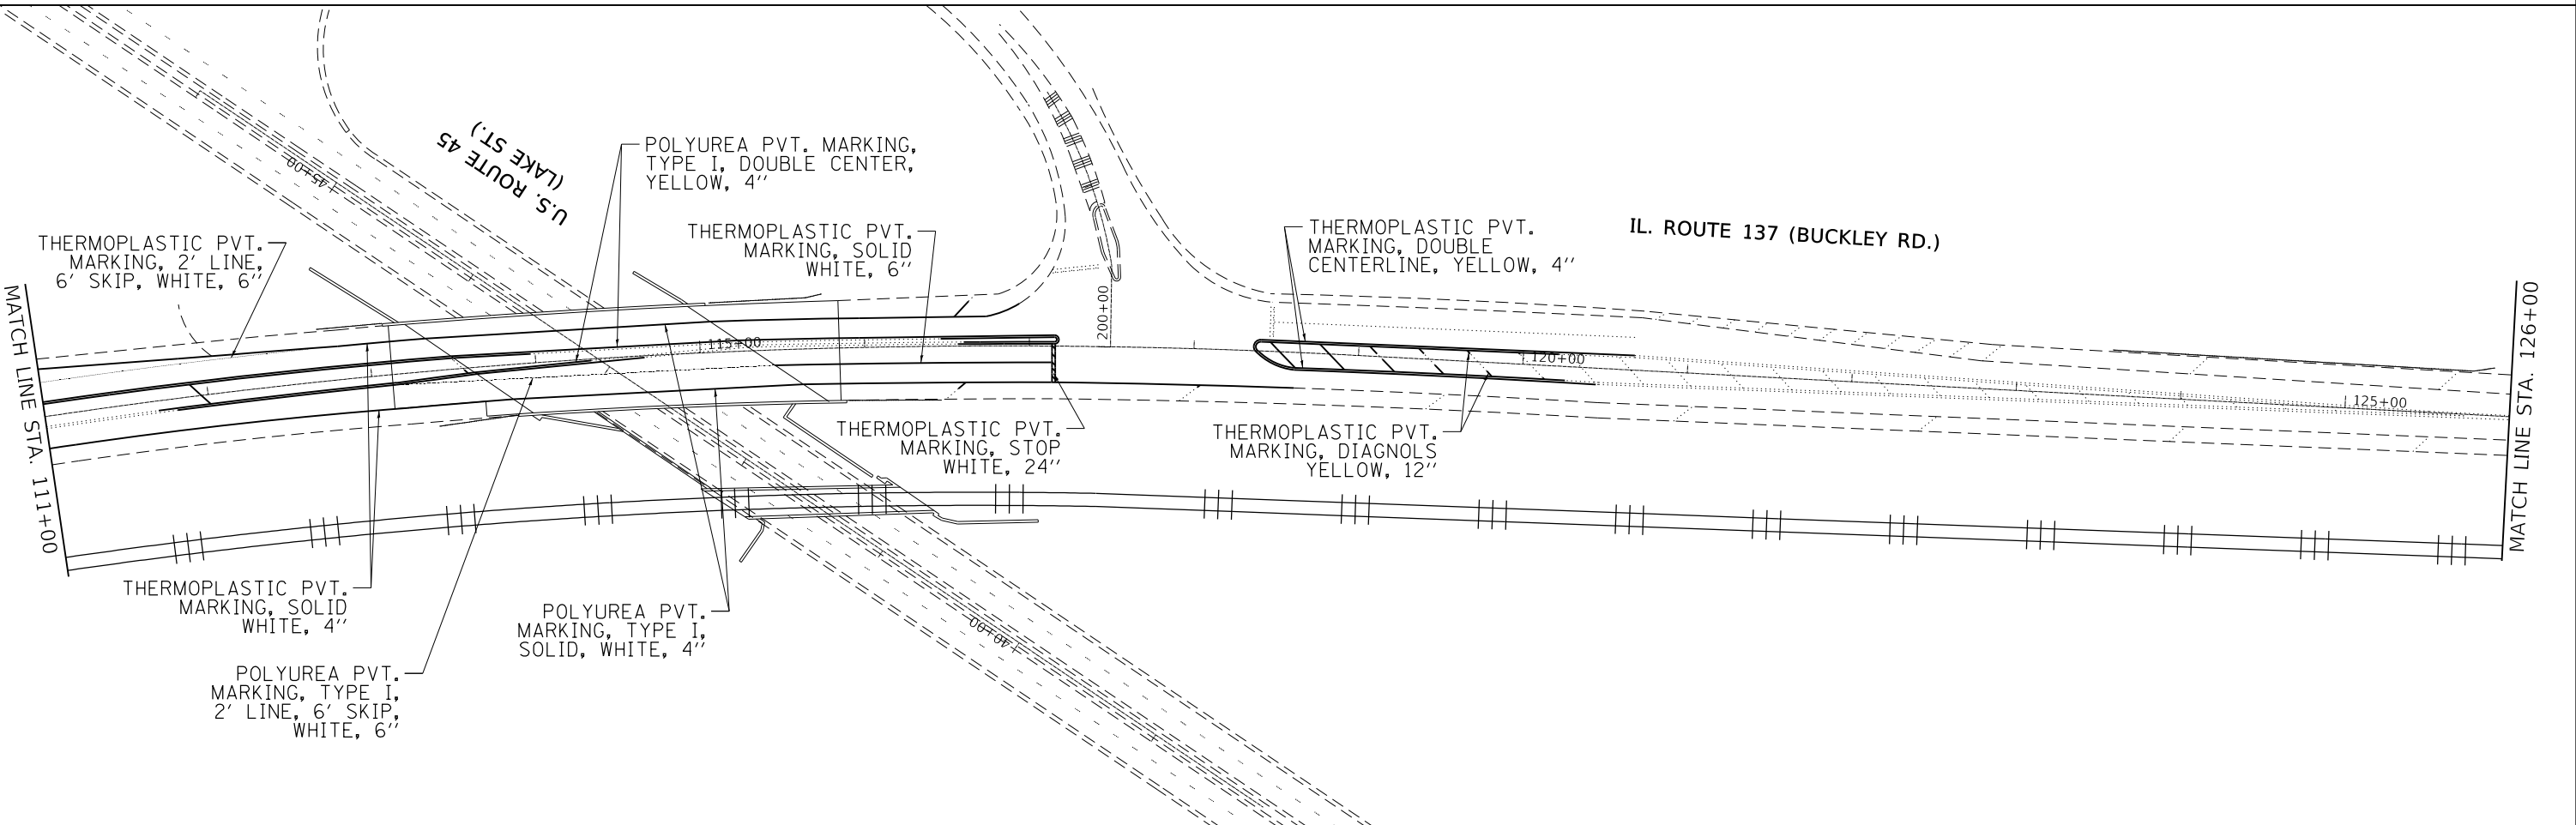 45+00
U.S. ROUTE 45
(LAKE ST.)
POLYUREA PVT. MARKING,
TYPE I, DOUBLE CENTER,
YELLOW, 4"
THERMOPLASTIC PVT.
MARKING, 2' LINE,
6' SKIP, WHITE, 6"
THERMOPLASTIC PVT.
MARKING, SOLID
WHITE, 6"
THERMOPLASTIC PVT.
MARKING, DOUBLE
CENTERLINE, YELLOW, 4"
IL. ROUTE 137 (BUCKLEY RD.)
MATCH LINE STA. 111+00
115+00
200+00
120+00
125+00
MATCH LINE STA. 126+00
THERMOPLASTIC PVT.
MARKING, STOP
WHITE, 24"
THERMOPLASTIC PVT.
MARKING, DIAGNOLS
YELLOW, 12"
THERMOPLASTIC PVT.
MARKING, SOLID
WHITE, 4"
POLYUREA PVT.
MARKING, TYPE I,
SOLID, WHITE, 4"
40+00
POLYUREA PVT.
MARKING, TYPE I,
2' LINE, 6' SKIP,
WHITE, 6"